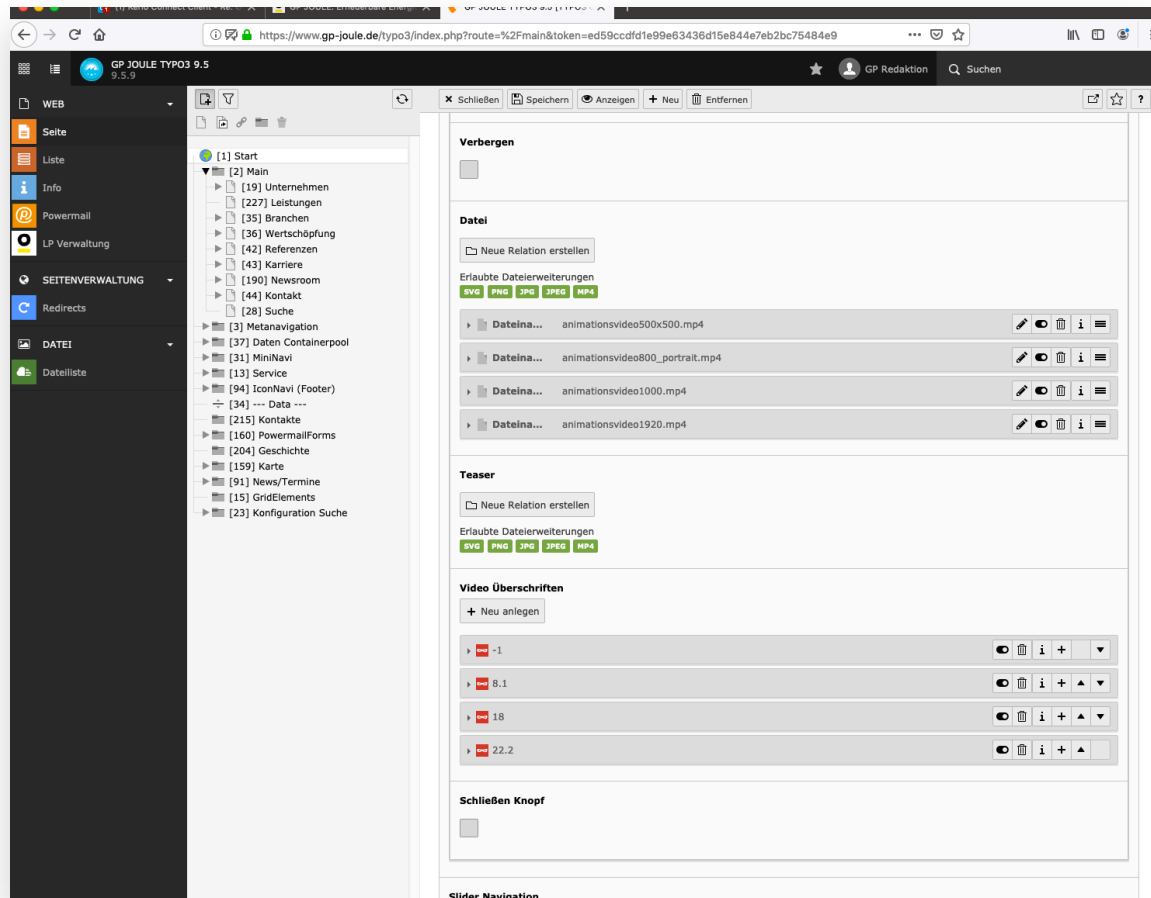 GP JOULE TYPO3 9.5 [TYPO3
https://www.gp-joule.de/typo3/index.php?route=%2Fmain&token=ed59ccdfd1e99e63436d15e844e7eb2bc75484e9
GP JOULE TYPO3 9.5
9.5.9
GP Redaktion
Suchen
WEB
Seite
Liste
Info
Powermail
LP Verwaltung
SEITENVERWALTUNG
Redirects
DATEI
Dateiliste
[1] Start
[2] Main
[19] Unternehmen
[227] Leistungen
[35] Branchen
[36] Wertschöpfung
[42] Referenzen
[43] Karriere
[190] Newsroom
[44] Kontakt
[28] Suche
[3] Metanavigation
[37] Daten Containerpool
[31] MiniNavi
[13] Service
[94] IconNavi (Footer)
[34] --- Data ---
[215] Kontakte
[160] PowermailForms
[204] Geschichte
[159] Karte
[91] News/Termine
[15] GridElements
[23] Konfiguration Suche
Schließen Speichern Anzeigen Neu Entfernen
Verbergen
Datei
Neue Relation erstellen
Erlaubte Dateierweiterungen
SVG PNG JPG JPEG MP4
Dateina... animationsvideo500x500.mp4
Dateina... animationsvideo800_portrait.mp4
Dateina... animationsvideo1000.mp4
Dateina... animationsvideo1920.mp4
Teaser
Neue Relation erstellen
Erlaubte Dateierweiterungen
SVG PNG JPG JPEG MP4
Video Überschriften
+ Neu anlegen
-1
8.1
18
22.2
Schließen Knopf
Slider Navigation